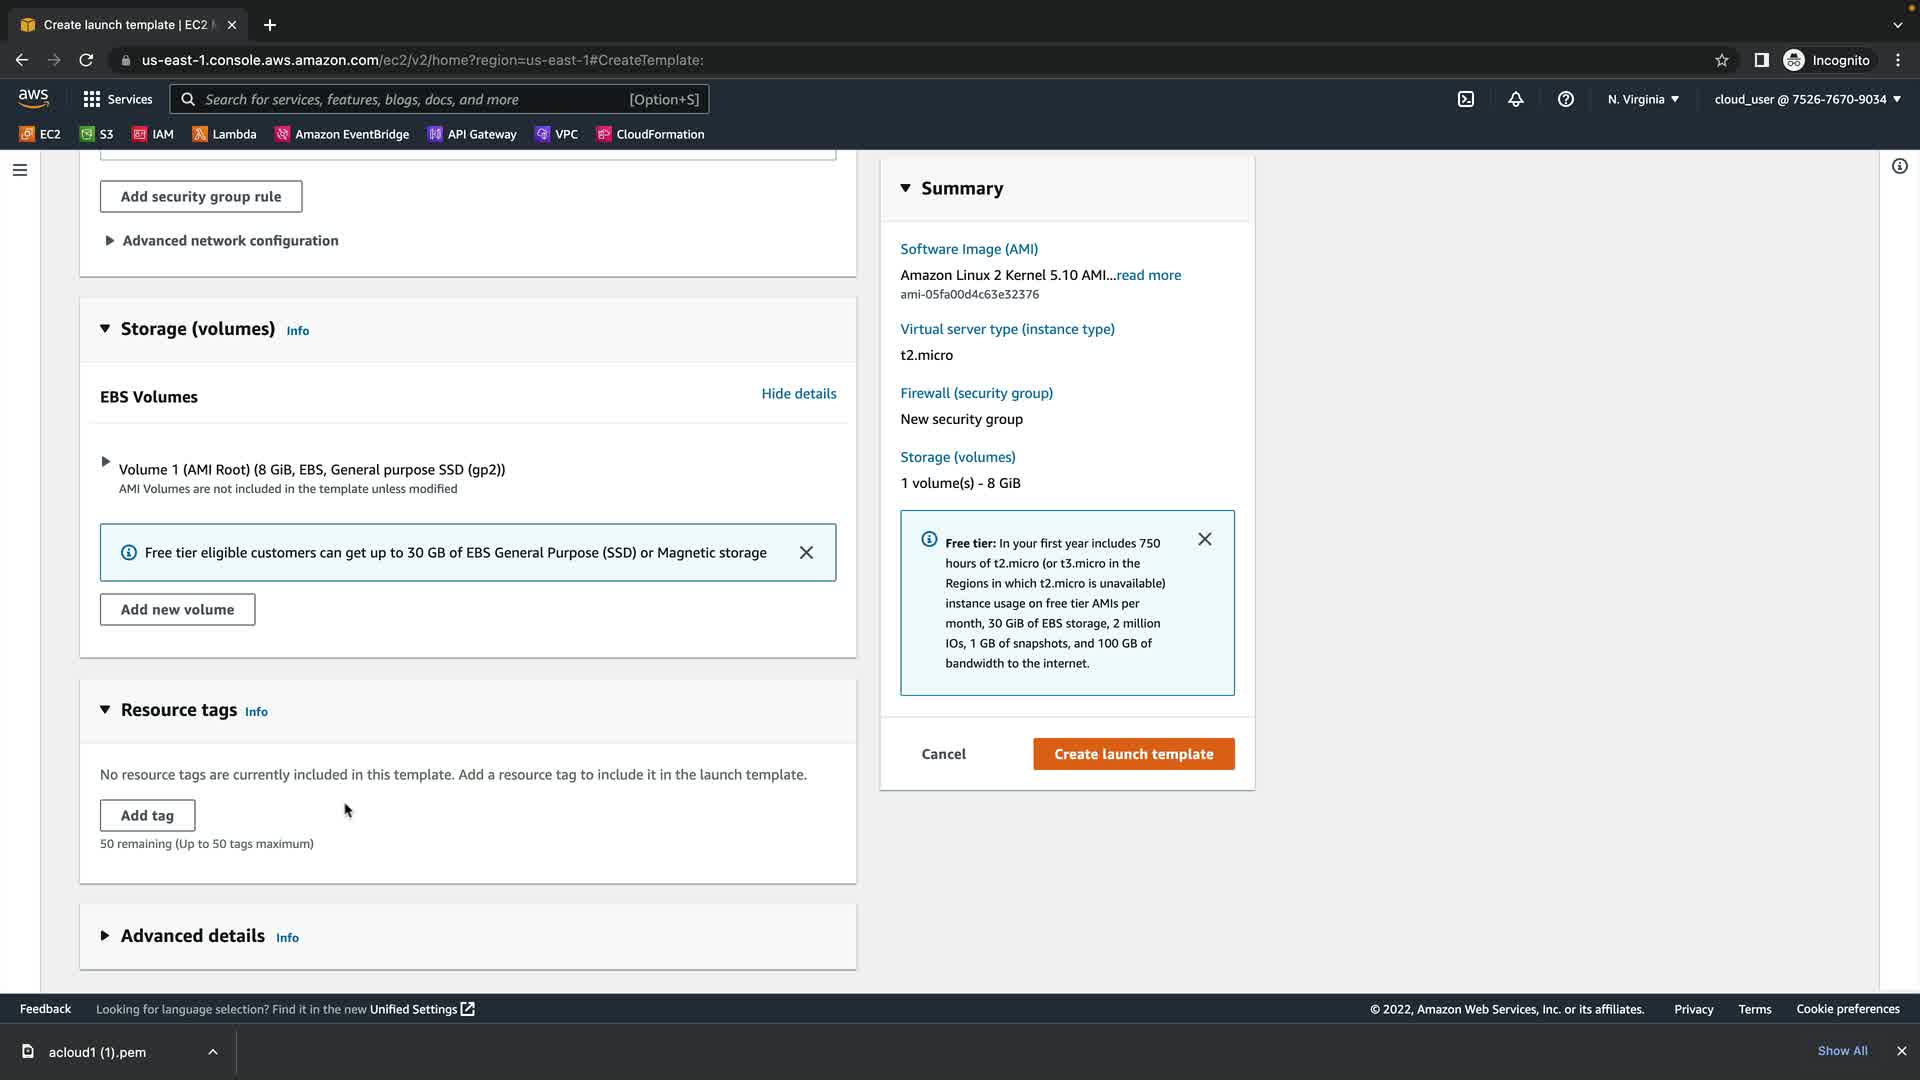 Create launch template | EC2
us-east-1.console.aws.amazon.com/ec2/v2/home?region=us-east-1#CreateTemplate:
Incognito
aws
Services
Search for services, features, blogs, docs, and more
[Option+S]
N. Virginia
cloud_user @ 7526-7670-9034
EC2
S3
IAM
Lambda
Amazon EventBridge
API Gateway
VPC
CloudFormation
Add security group rule
Advanced network configuration
Storage (volumes) Info
EBS Volumes
Hide details
Volume 1 (AMI Root) (8 GiB, EBS, General purpose SSD (gp2))
AMI Volumes are not included in the template unless modified
Free tier eligible customers can get up to 30 GB of EBS General Purpose (SSD) or Magnetic storage
Add new volume
Resource tags Info
No resource tags are currently included in this template. Add a resource tag to include it in the launch template.
Add tag
50 remaining (Up to 50 tags maximum)
Advanced details Info
Summary
Software Image (AMI)
Amazon Linux 2 Kernel 5.10 AMI...read more
ami-05fa00d4c63e32376
Virtual server type (instance type)
t2.micro
Firewall (security group)
New security group
Storage (volumes)
1 volume(s) - 8 GiB
Free tier: In your first year includes 750
hours of t2.micro (or t3.micro in the
Regions in which t2.micro is unavailable)
instance usage on free tier AMIs per
month, 30 GiB of EBS storage, 2 million
IOs, 1 GB of snapshots, and 100 GB of
bandwidth to the internet.
Cancel
Create launch template
Feedback
Looking for language selection? Find it in the new Unified Settings
© 2022, Amazon Web Services, Inc. or its affiliates.
Privacy
Terms
Cookie preferences
acloud1 (1).pem
Show All